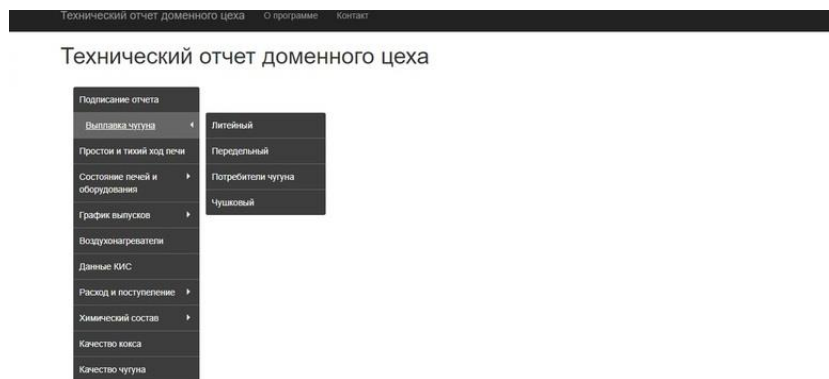 Технический отчет доменного цеха О программе Контакт
Технический отчет доменного цеха
Подписание отчета
Выплавка чугуна
Литейный
Простои и тихий ход печи
Передельный
Состояние печей и
оборудования
Потребители чугуна
Чушковый
График выпусков
Воздухонагреватели
Данные КИС
Расход и поступеление
Химический состав
Качество кокса
Качество чугуна